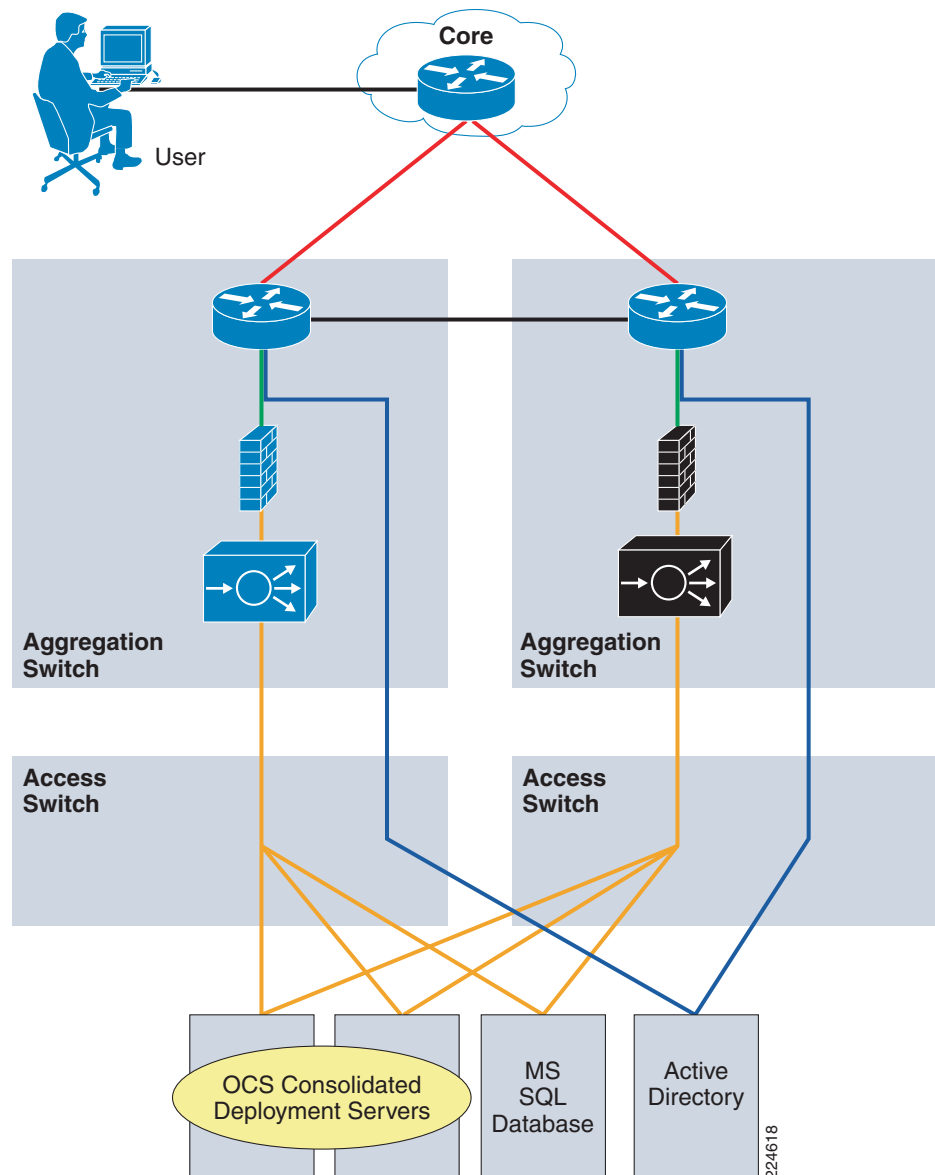 Core
User
Aggregation
Switch
Aggregation
Switch
Access
Switch
Access
Switch
OCS Consolidated
Deployment Servers
MS
SQL
Database
Active
Directory
224618